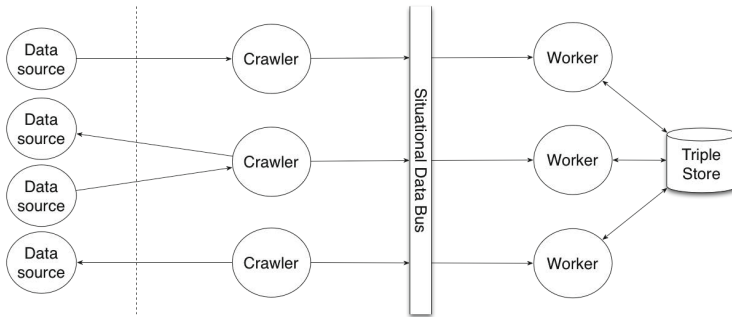 Data
source
Crawler
Worker
Data
source
Data
source
Crawler
Situational Data Bus
Worker
Triple
Store
Data
source
Crawler
Worker